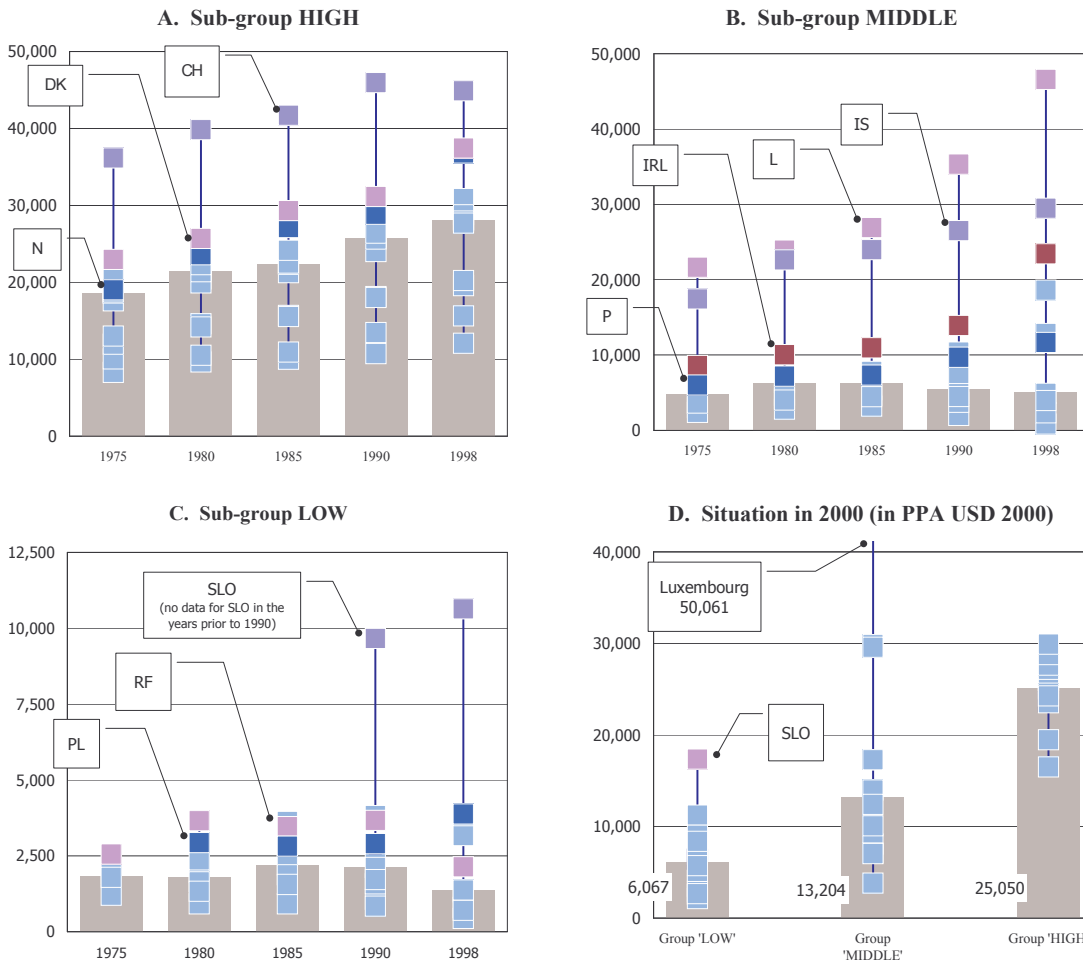 A. Sub-group HIGH
50,000
40,000
30,000
20,000
10,000
0
DK
CH
N
1975
1980
1985
1990
1998
B. Sub-group MIDDLE
50,000
40,000
30,000
20,000
10,000
0
IS
L
IRL
P
1975
1980
1985
1990
1998
C. Sub-group LOW
12,500
10,000
7,500
5,000
2,500
0
SLO
(no data for SLO in the
years prior to 1990)
RF
PL
1975
1980
1985
1990
1998
D. Situation in 2000 (in PPA USD 2000)
40,000
30,000
20,000
10,000
0
Luxembourg
50,061
SLO
6,067
13,204
25,050
Group 'LOW'
Group
'MIDDLE'
Group 'HIGH